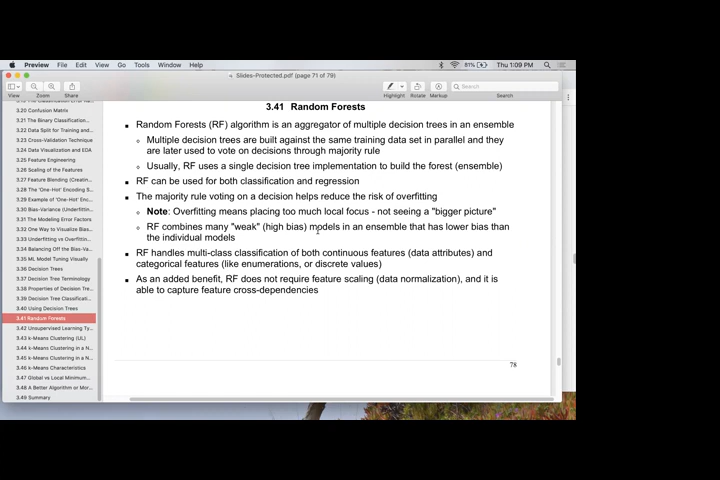 Preview File Edit View Go Tools Window Help
81% Thu 1:09 PM
Slides-Protected.pdf (page 71 of 79)
View Zoom Share Highlight Rotate Markup Search
Search
3.20 Confusion Matrix
3.21 The Binary Classification...
3.22 Data Split for Training and...
3.23 Cross-Validation Technique
3.24 Data Visualization and EDA
3.25 Feature Engineering
3.26 Scaling of the Features
3.27 Feature Blending (Creatin...
3.28 The 'One-Hot' Encoding S...
3.29 Example of 'One-Hot' Enc...
3.30 Bias-Variance (Underfittin...
3.31 The Modeling Error Factors
3.32 One Way to Visualize Bias...
3.33 Underfitting vs Overfittin...
3.34 Balancing Off the Bias-Va...
3.35 ML Model Tuning Visually
3.36 Decision Trees
3.37 Decision Tree Terminology
3.38 Properties of Decision Tre...
3.39 Decision Tree Classificati...
3.40 Using Decision Trees
3.41 Random Forests
3.42 Unsupervised Learning Ty...
3.43 k-Means Clustering (UL)
3.44 k-Means Clustering in a N...
3.45 k-Means Clustering in a N...
3.46 k-Means Characteristics
3.47 Global vs Local Minimum...
3.48 A Better Algorithm or Mor...
3.49 Summary
3.41 Random Forests
Random Forests (RF) algorithm is an aggregator of multiple decision trees in an ensemble
Multiple decision trees are built against the same training data set in parallel and they
are later used to vote on decisions through majority rule
Usually, RF uses a single decision tree implementation to build the forest (ensemble)
RF can be used for both classification and regression
The majority rule voting on a decision helps reduce the risk of overfitting
Note: Overfitting means placing too much local focus - not seeing a "bigger picture"
RF combines many "weak" (high bias) models in an ensemble that has lower bias than
the individual models
RF handles multi-class classification of both continuous features (data attributes) and
categorical features (like enumerations, or discrete values)
As an added benefit, RF does not require feature scaling (data normalization), and it is
able to capture feature cross-dependencies
78